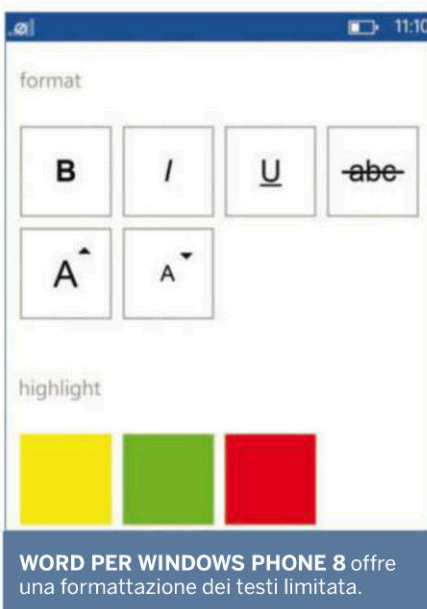 11:10
format
B I U abc
A A
highlight
WORD PER WINDOWS PHONE 8 offre
una formattazione dei testi limitata.